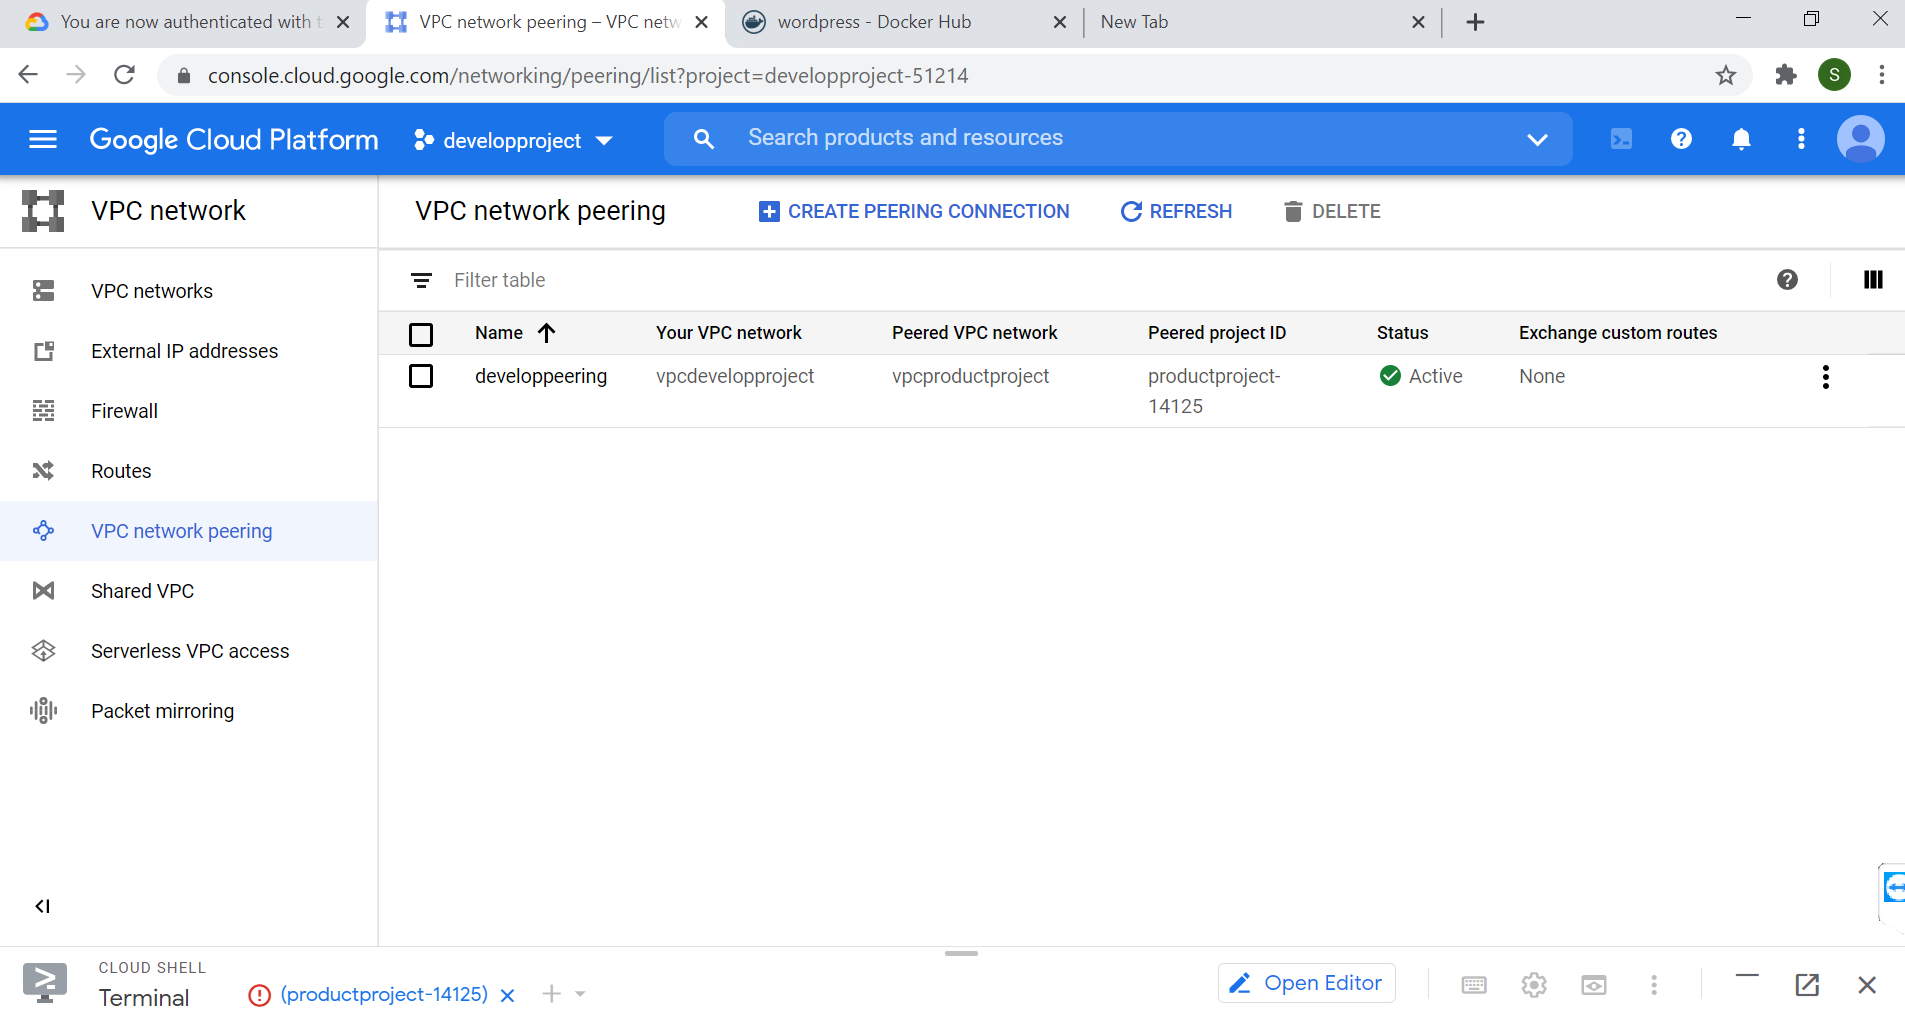 You are now authenticated with t
VPC network peering – VPC netw
wordpress - Docker Hub
New Tab
console.cloud.google.com/networking/peering/list?project=developproject-51214
S
Google Cloud Platform
developproject
Search products and resources
VPC network
VPC network peering
CREATE PEERING CONNECTION
REFRESH
DELETE
VPC networks
External IP addresses
Firewall
Routes
VPC network peering
Shared VPC
Serverless VPC access
Packet mirroring
Filter table
Name Your VPC network Peered VPC network Peered project ID Status Exchange custom routes
developpeering vpcdevelopproject vpcproductproject productproject- Active None
14125
CLOUD SHELL
Terminal
(productproject-14125)
Open Editor